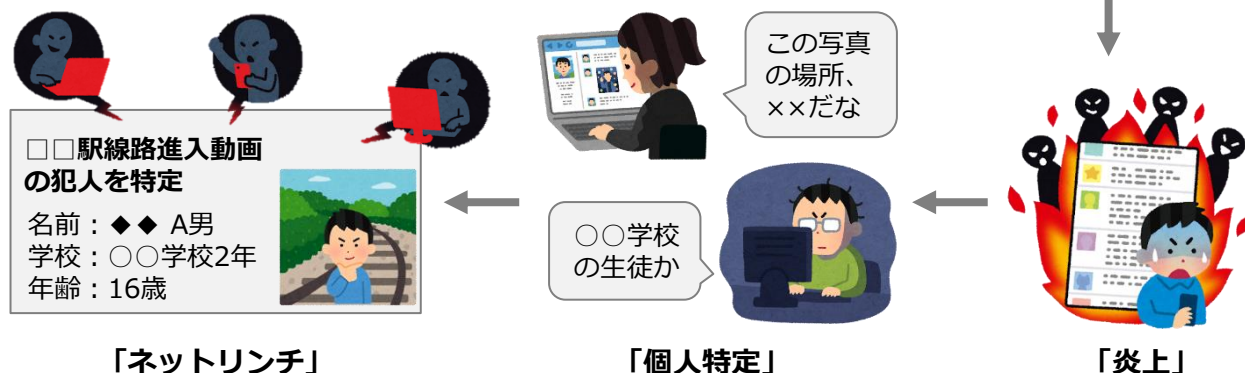 □□駅線路進入動画
の犯人を特定
名前：◆◆ A男
学校：○○学校2年
年齢：16歳
この写真
の場所、
××だな
○○学校
の生徒か
「ネットリンチ」
「個人特定」
「炎上」